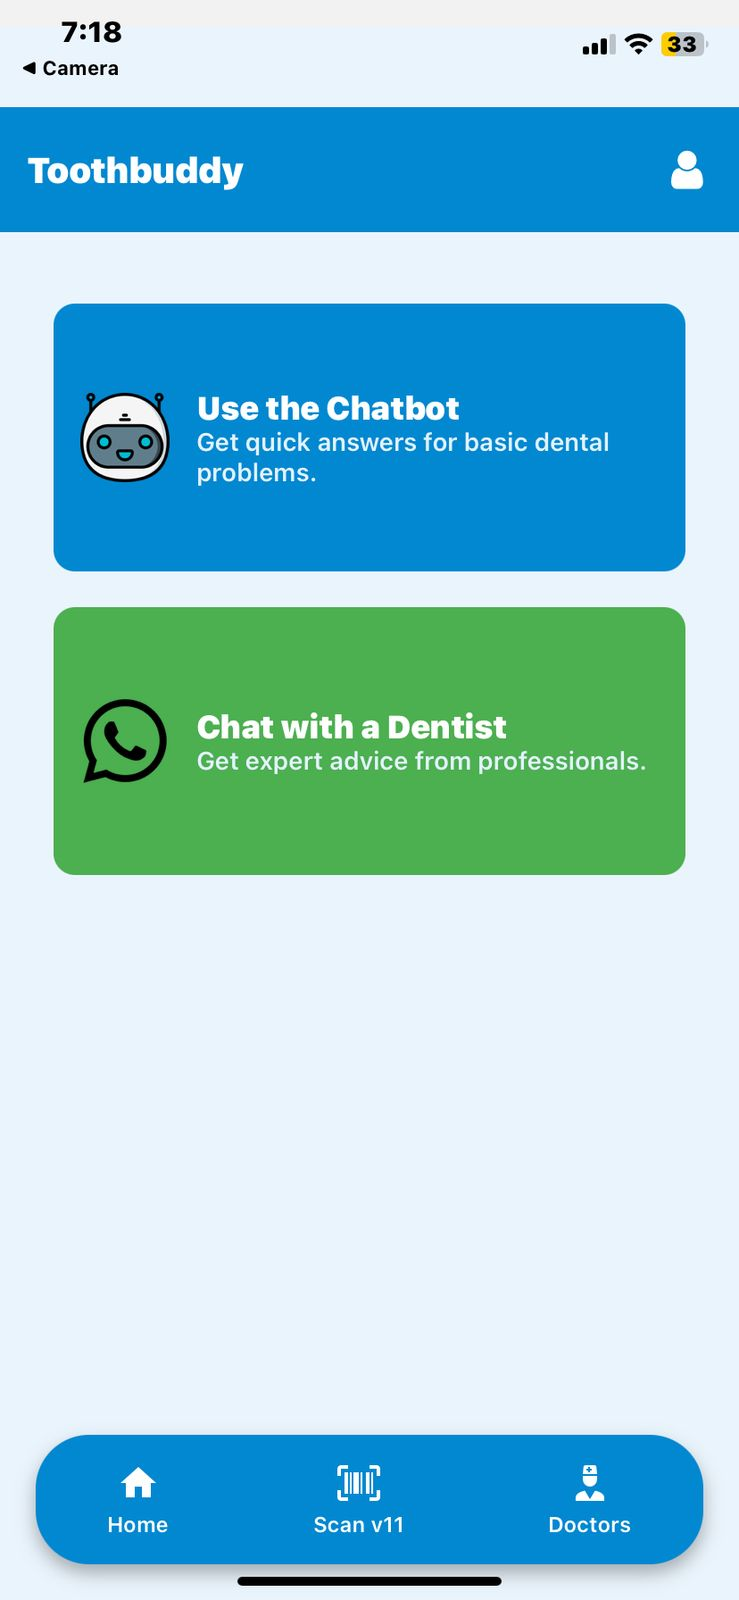 7:18
33
◀ Camera
Toothbuddy
Use the Chatbot
Get quick answers for basic dental
problems.
Chat with a Dentist
Get expert advice from professionals.
Home
Scan v11
Doctors